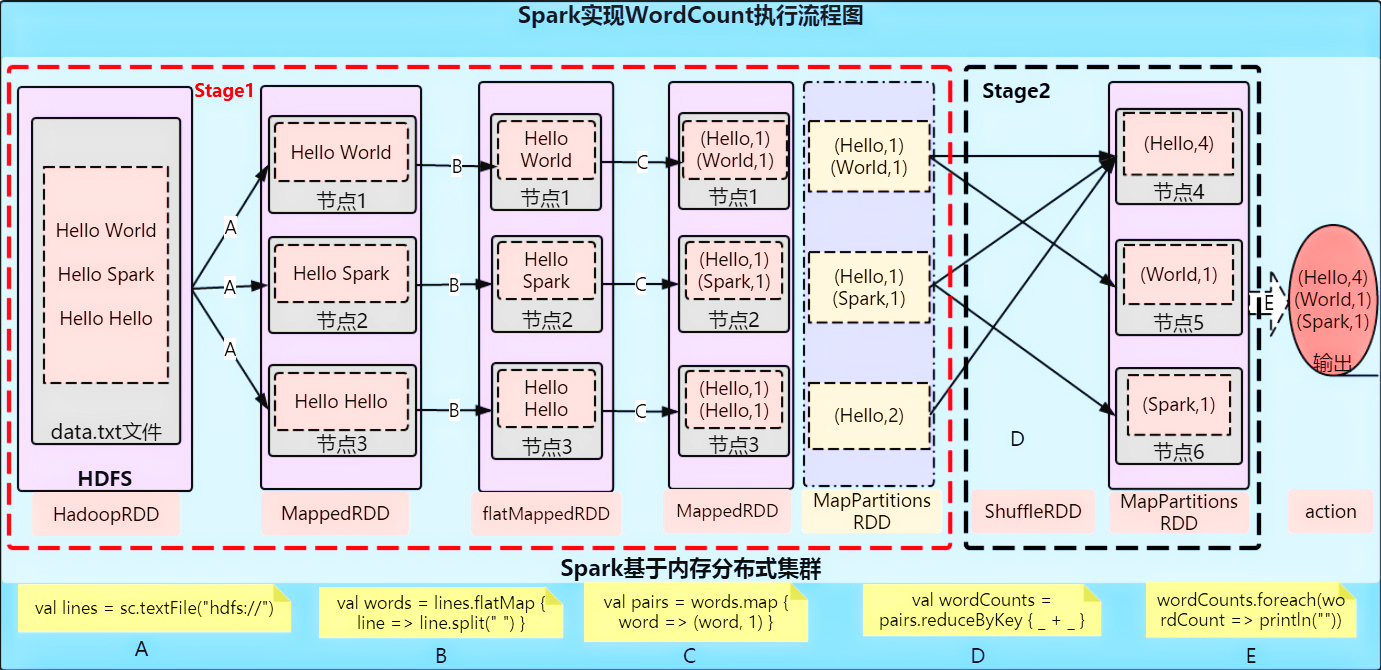 Spark实现WordCount执行流程图
Stage1
Hello World
Hello Spark
Hello Hello
data.txt文件
HDFS
HadoopRDD
A
A
A
Hello World
节点1
Hello Spark
节点2
Hello Hello
节点3
MappedRDD
B
B
B
Hello
World
节点1
Hello
Spark
节点2
Hello
Hello
节点3
flatMappedRDD
C
C
C
(Hello,1)
(World,1)
节点1
(Hello,1)
(Spark,1)
节点2
(Hello,1)
(Hello,1)
节点3
MappedRDD
(Hello,1)
(World,1)
(Hello,1)
(Spark,1)
(Hello,2)
MapPartitions
RDD
Stage2
D
ShuffleRDD
(Hello,4)
节点4
(World,1)
节点5
(Spark,1)
节点6
MapPartitions
RDD
E
(Hello,4)
(World,1)
(Spark,1)
输出
action
Spark基于内存分布式集群
val lines = sc.textFile("hdfs://")
A
val words = lines.flatMap {
line => line.split(" ") }
B
val pairs = words.map {
word => (word, 1) }
C
val wordCounts =
pairs.reduceByKey { _ + _ }
D
wordCounts.foreach(wo
rdCount => println(""))
E